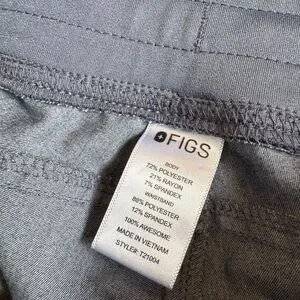 FIGS
BODY
72% POLYESTER
21% RAYON
7% SPANDEX
WAISTBAND
88% POLYESTER
12% SPANDEX
100% AWESOME
MADE IN VIETNAM
STYLE#: T21004